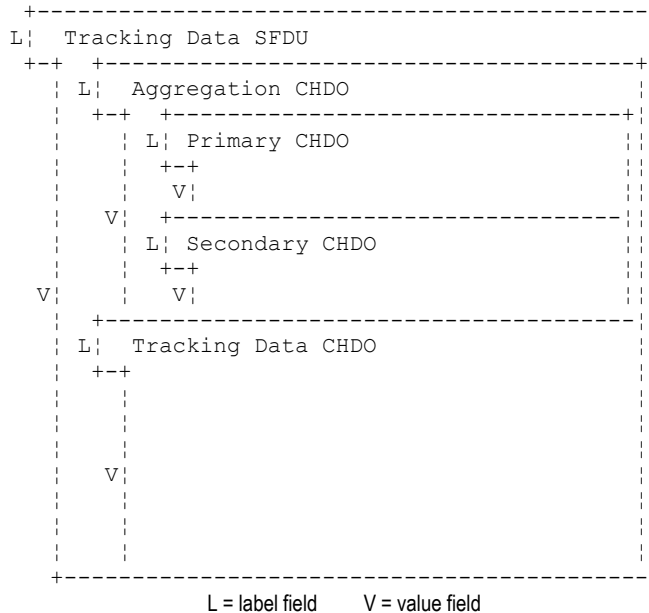 L¦ Tracking Data SFDU
L¦ Aggregation CHDO
L¦ Primary CHDO
V¦
V¦
L¦ Secondary CHDO
V¦ V¦
L¦ Tracking Data CHDO
V¦
L = label field V = value field